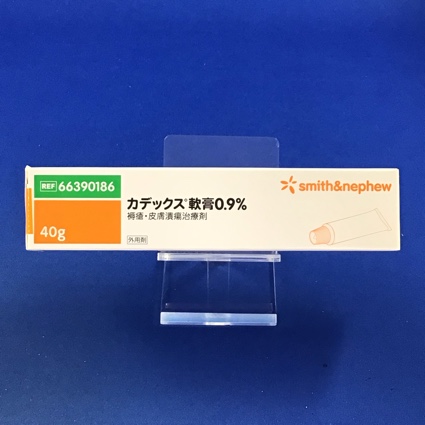 REF 66390186
40g
カデックス®軟膏0.9%
褥瘡・皮膚潰瘍治療剤
外用剤
smith&nephew